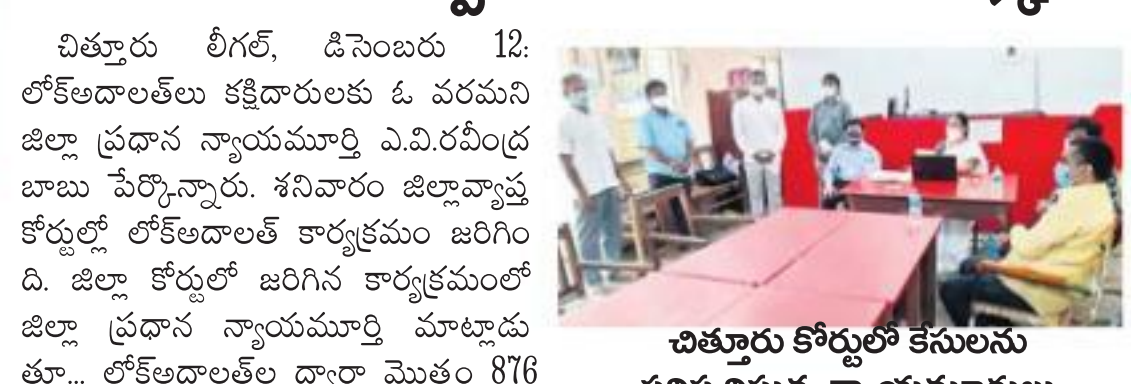 చిత్తూరు లీగల్, డిసెంబరు 12:
లోక్‌అదాలత్‌లు కక్షిదారులకు ఓ వరమని
జిల్లా ప్రధాన న్యాయమూర్తి ఎ.వి.రవీంద్ర
బాబు పేర్కొన్నారు. శనివారం జిల్లావ్యాప్త
కోర్టుల్లో లోక్‌అదాలత్ కార్యక్రమం జరిగిం
ది. జిల్లా కోర్టులో జరిగిన కార్యక్రమంలో
జిల్లా ప్రధాన న్యాయమూర్తి మాట్లాడు
తూ... లోక్‌అదాలత్‌ల ద్వారా మొత్తం 876
చిత్తూరు కోర్టులో కేసులను